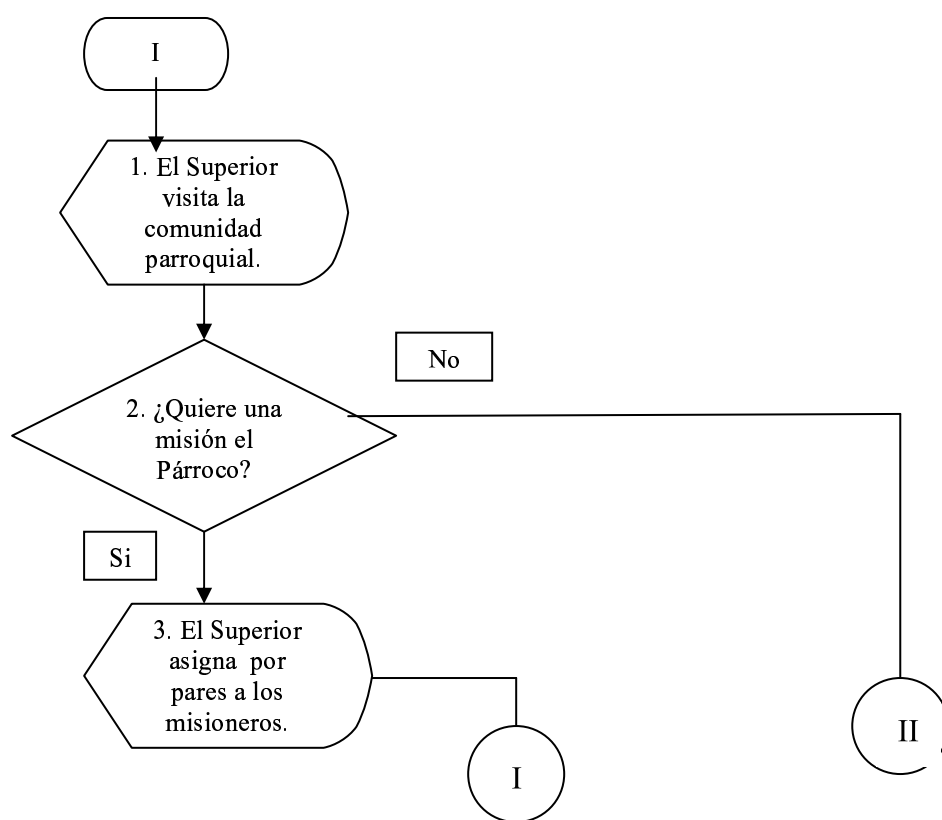 I
1. El Superior
visita la
comunidad
parroquial.
No
2. ¿Quiere una
misión el
Párroco?
Si
3. El Superior
asigna por
pares a los
misioneros.
II
I